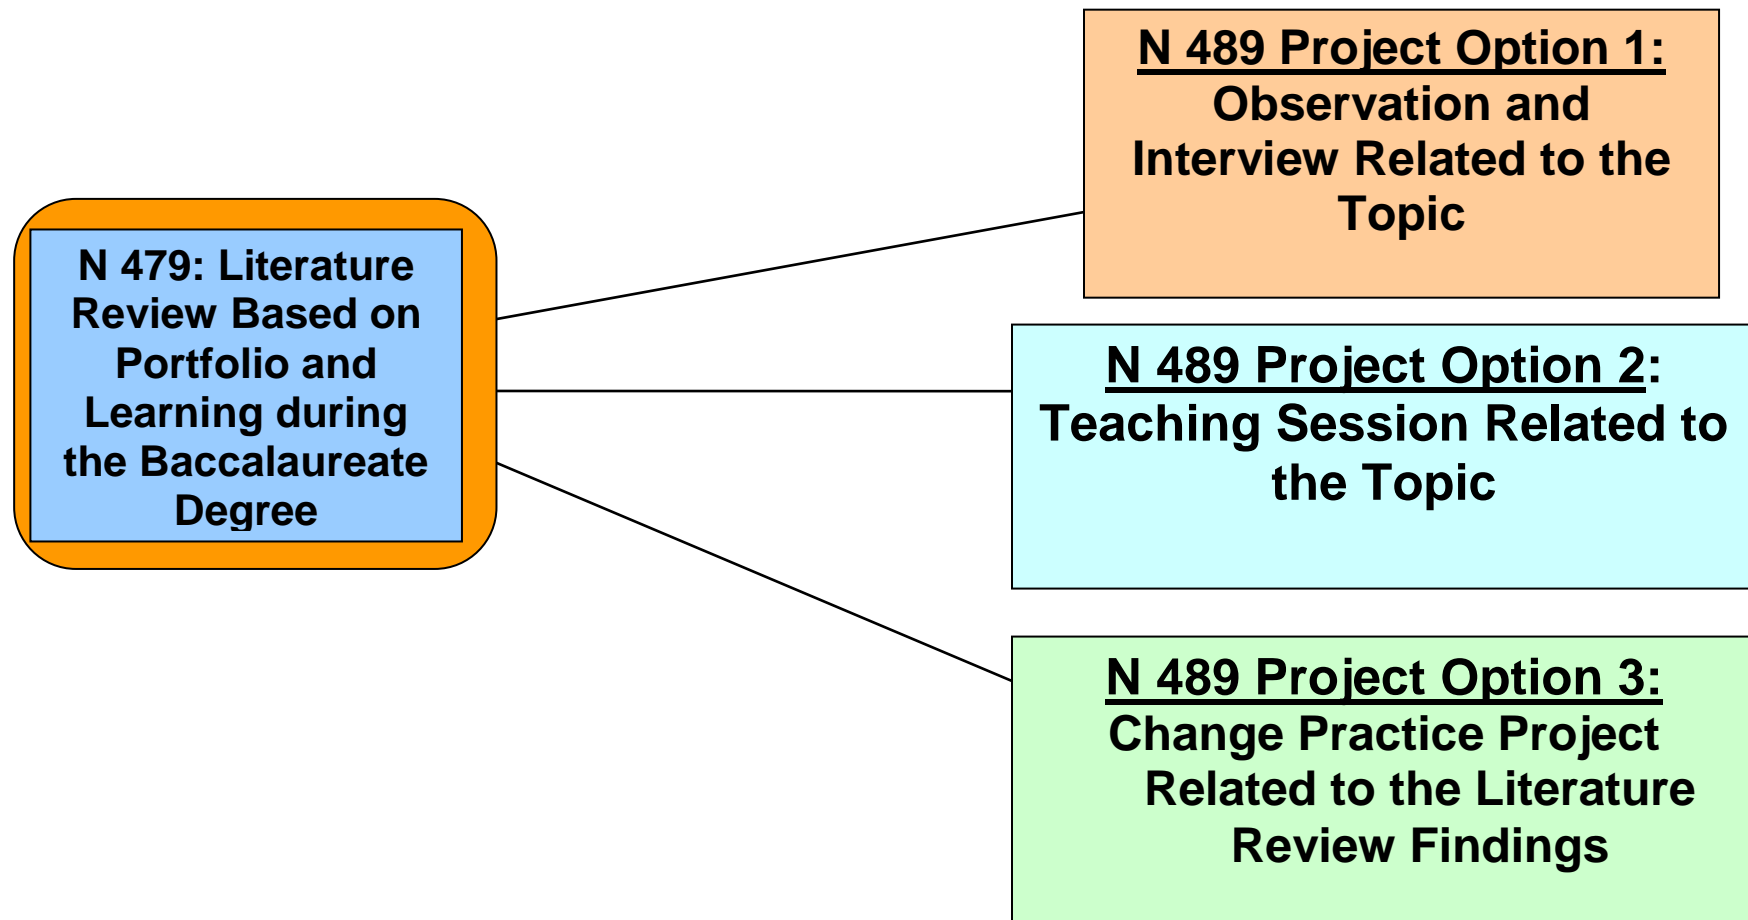 N 479: Literature
Review Based on
Portfolio and
Learning during
the Baccalaureate
Degree
N 489 Project Option 1:
Observation and
Interview Related to the
Topic
N 489 Project Option 2:
Teaching Session Related to
the Topic
N 489 Project Option 3:
Change Practice Project
Related to the Literature
Review Findings